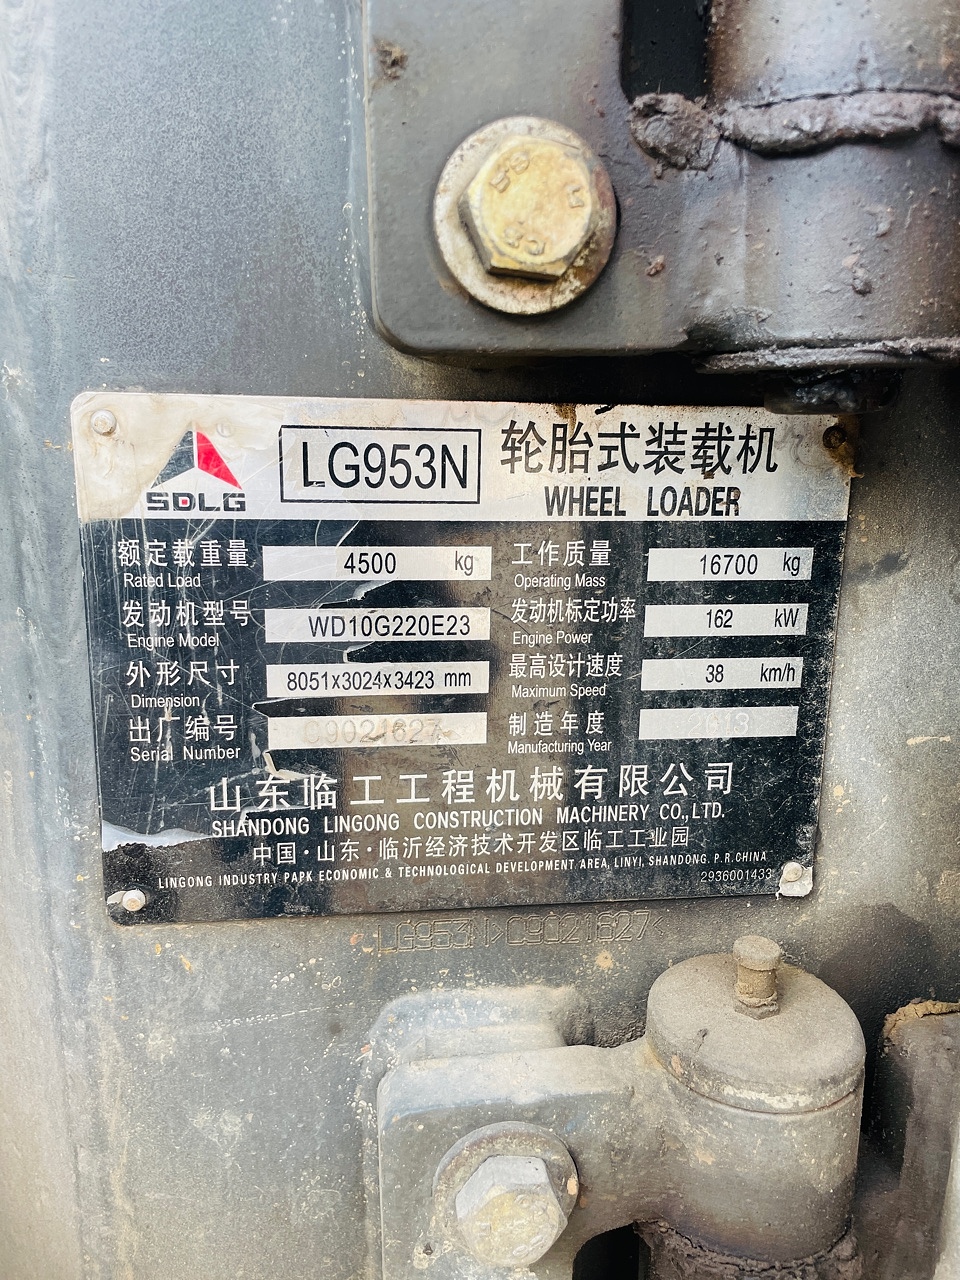 SDLG
LG953N
轮胎式装载机
WHEEL LOADER
额定载重量 4500 kg
Rated Load
工作质量 16700 kg
Operating Mass
发动机型号 WD10G220E23
Engine Model
发动机标定功率 162 kW
Engine Power
外形尺寸 8051x3024x3423 mm
Dimension
最高设计速度 38 km/h
Maximum Speed
出厂编号 C9021627
Serial Number
制造年度 2013
Manufacturing Year
山东临工工程机械有限公司
SHANDONG LINGONG CONSTRUCTION MACHINERY CO.,LTD.
中国·山东·临沂经济技术开发区临工工业园
LINGONG INDUSTRY PAPK ECONOMIC & TECHNOLOGICAL DEVELOPMENT AREA, LINYI, SHANDONG. P.R.CHINA
2936001433
LG953N>C9021627<